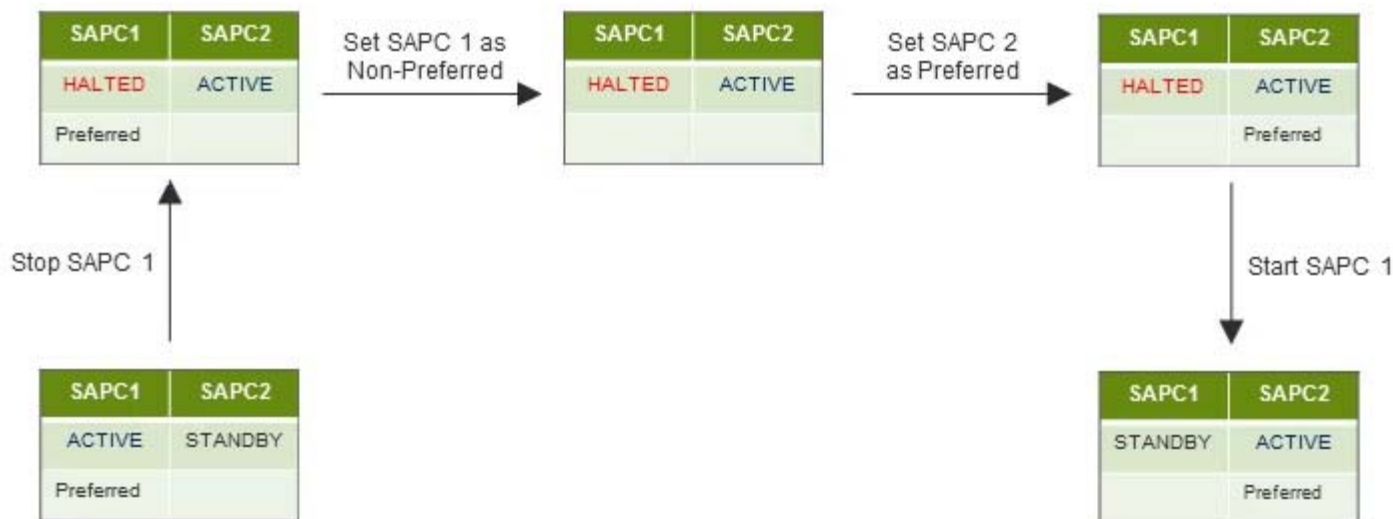 SAPC1 SAPC2
HALTED ACTIVE
Preferred
Set SAPC 1 as
Non-Preferred
SAPC1 SAPC2
HALTED ACTIVE
Set SAPC 2
as Preferred
SAPC1 SAPC2
HALTED ACTIVE
Preferred
Stop SAPC 1
Start SAPC 1
SAPC1 SAPC2
ACTIVE STANDBY
Preferred
SAPC1 SAPC2
STANDBY ACTIVE
Preferred